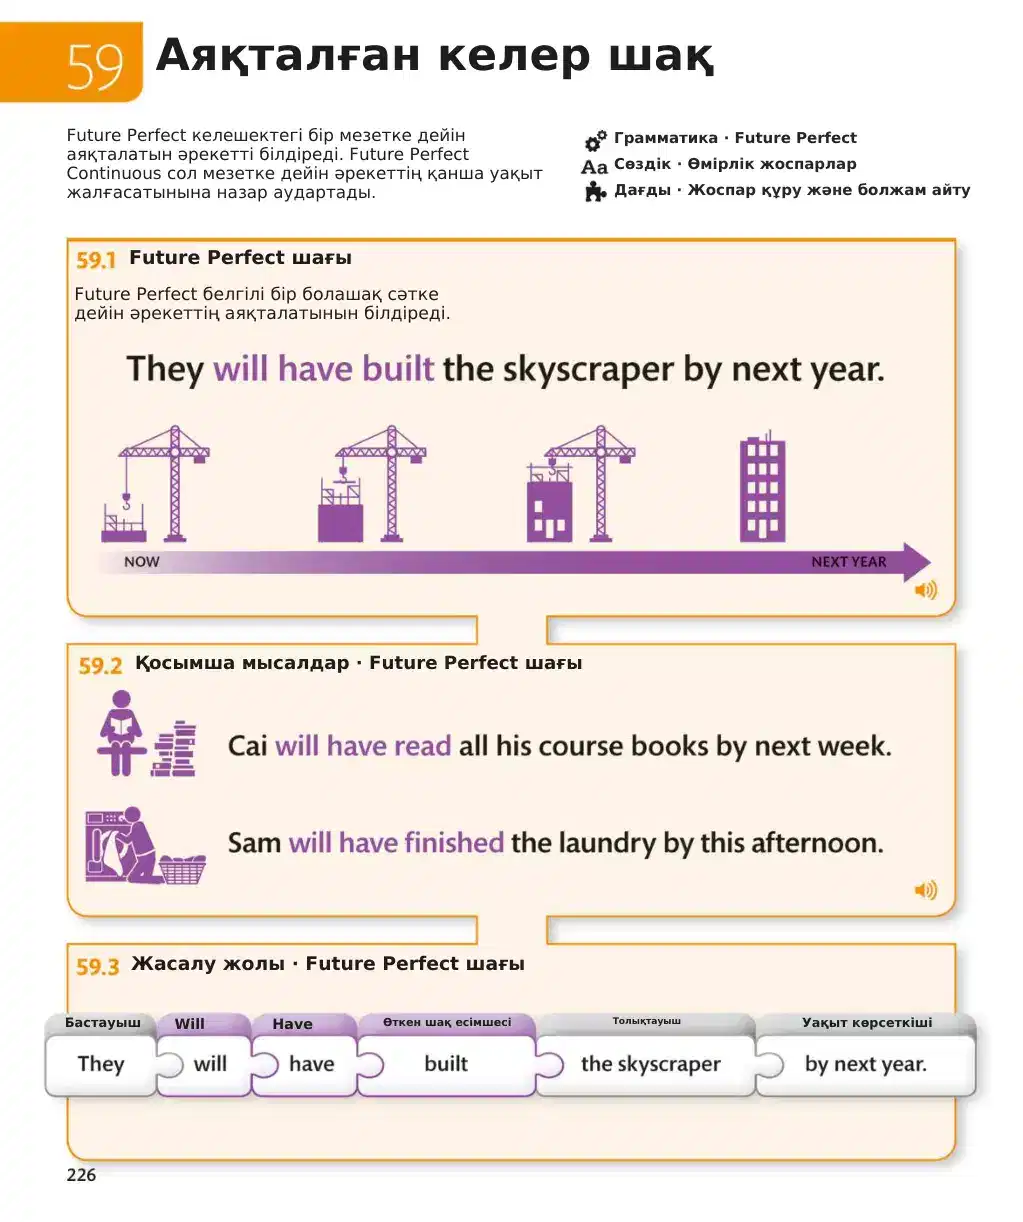 59
Аяқталған келер шақ
Future Perfect келешектегі бір мезетке дейін
аяқталатын әрекетті білдіреді. Future Perfect
Continuous сол мезетке дейін әрекеттің қанша уақыт
жалғасатынына назар аудартады.
Грамматика · Future Perfect
Aa Сөздік · Өмірлік жоспарлар
Дағды · Жоспар құру және болжам айту
59.1 Future Perfect шағы
Future Perfect белгілі бір болашақ сәтке
дейін әрекеттің аяқталатынын білдіреді.
They will have built the skyscraper by next year.
NOW
NEXT YEAR
59.2 Қосымша мысалдар · Future Perfect шағы
Cai will have read all his course books by next week.
Sam will have finished the laundry by this afternoon.
59.3 Жасалу жолы · Future Perfect шағы
Бастауыш Will Have Өткен шақ есімшесі Толықтауыш Уақыт көрсеткіші
They will have built the skyscraper by next year.
226